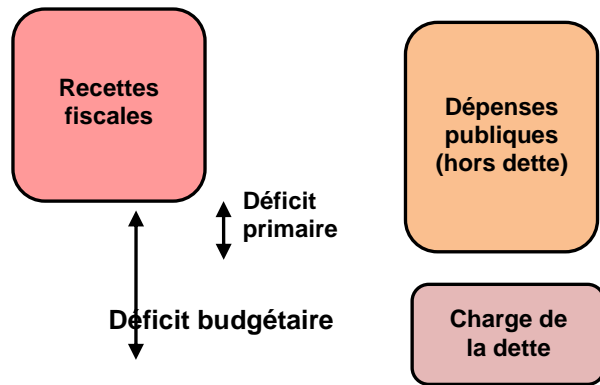 Recettes
fiscales
Dépenses
publiques
(hors dette)
Déficit
primaire
Déficit budgétaire
Charge de
la dette